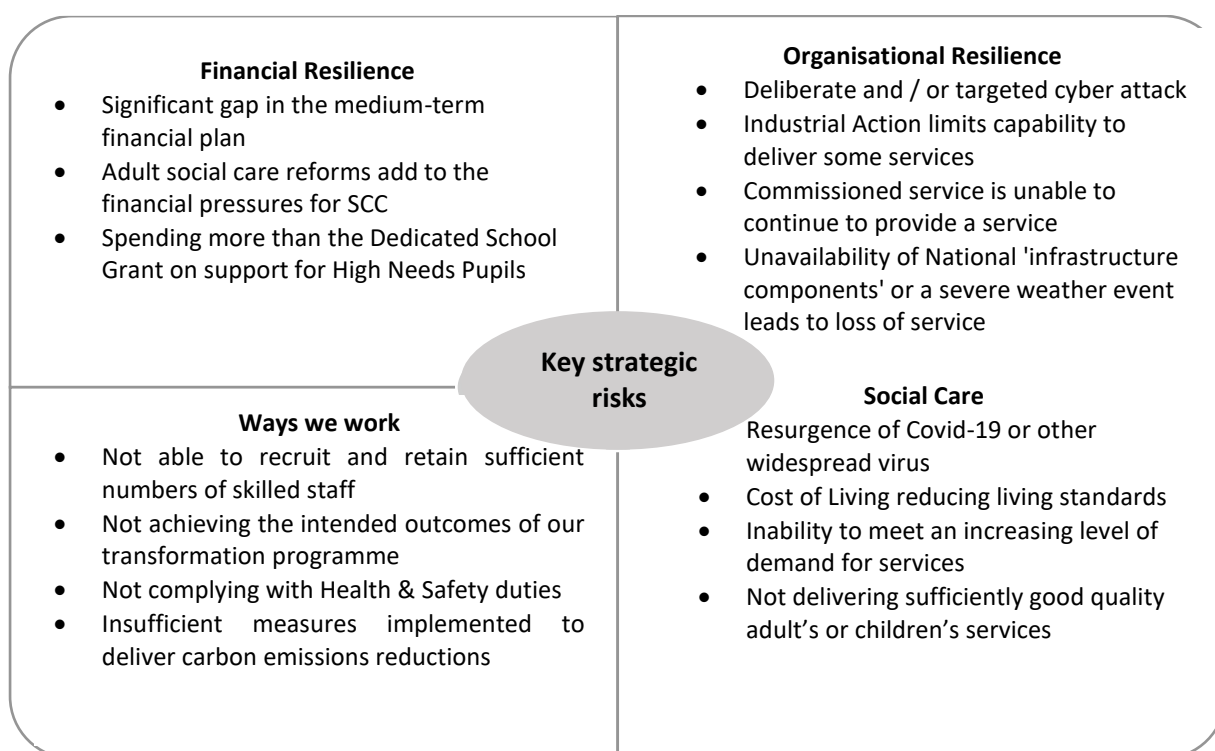 Financial Resilience
• Significant gap in the medium-term
financial plan
• Adult social care reforms add to the
financial pressures for SCC
• Spending more than the Dedicated School
Grant on support for High Needs Pupils
Organisational Resilience
• Deliberate and / or targeted cyber attack
• Industrial Action limits capability to
deliver some services
• Commissioned service is unable to
continue to provide a service
• Unavailability of National 'infrastructure
components' or a severe weather event
leads to loss of service
Key strategic
risks
Ways we work
• Not able to recruit and retain sufficient
numbers of skilled staff
• Not achieving the intended outcomes of our
transformation programme
• Not complying with Health & Safety duties
• Insufficient measures implemented to
deliver carbon emissions reductions
Social Care
Resurgence of Covid-19 or other
widespread virus
• Cost of Living reducing living standards
• Inability to meet an increasing level of
demand for services
• Not delivering sufficiently good quality
adult’s or children’s services